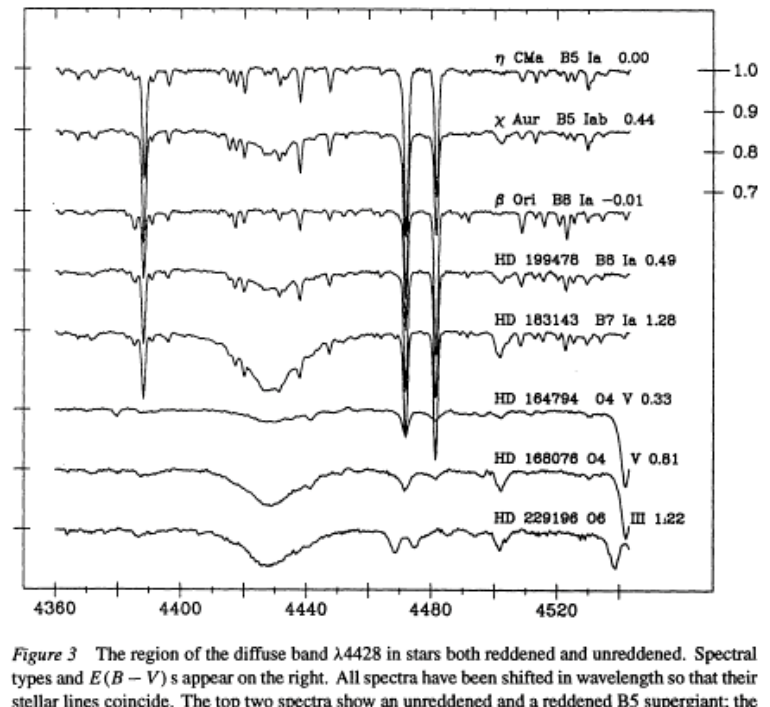 η CMa B5 Ia 0.00
1.0
0.9
χ Aur B5 Iab 0.44
0.8
0.7
β Ori B8 Ia −0.01
HD 199478 B8 Ia 0.49
HD 183143 B7 Ia 1.28
HD 164794 O4 V 0.33
HD 168076 O4 V 0.81
HD 229196 O6 III 1.22
4360 4400 4440 4480 4520
Figure 3 The region of the diffuse band λ4428 in stars both reddened and unreddened. Spectral
types and E(B − V) s appear on the right. All spectra have been shifted in wavelength so that their
stellar lines coincide. The top two spectra show an unreddened and a reddened B5 supergiant; the